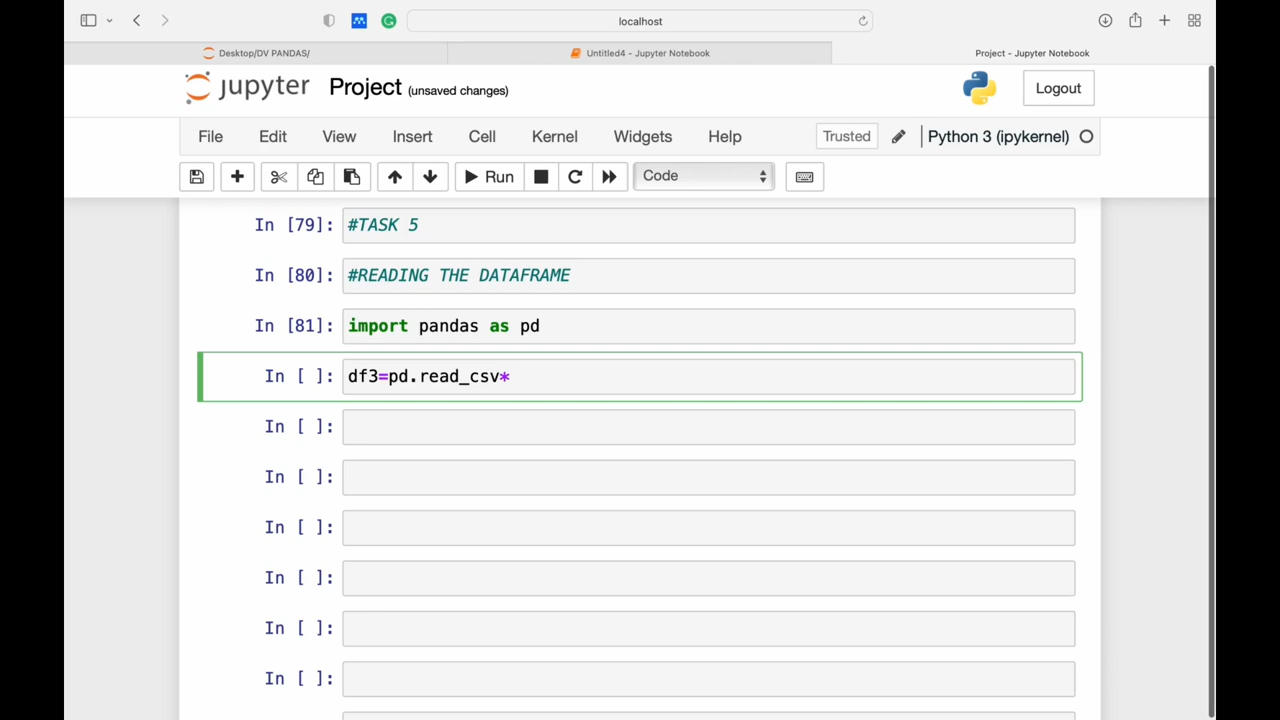 localhost
Desktop/DV PANDAS/
Untitled4 - Jupyter Notebook
Project - Jupyter Notebook
jupyter Project (unsaved changes)
Logout
File Edit View Insert Cell Kernel Widgets Help Trusted Python 3 (ipykernel)
Run Code
In [79]: #TASK 5
In [80]: #READING THE DATAFRAME
In [81]: import pandas as pd
In [ ]: df3=pd.read_csv*
In [ ]:
In [ ]:
In [ ]:
In [ ]:
In [ ]:
In [ ]: